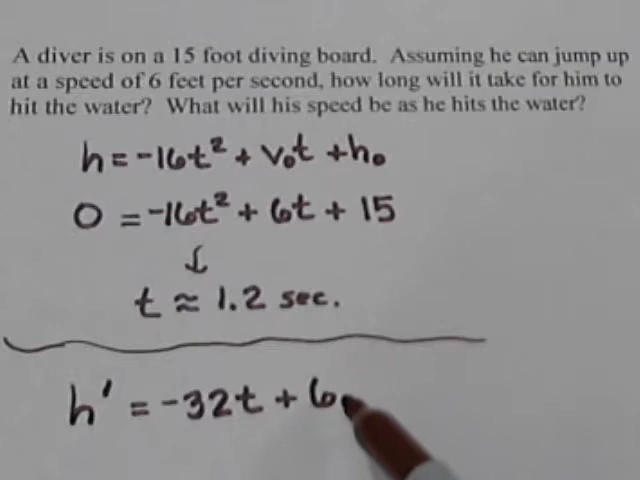 A diver is on a 15 foot diving board. Assuming he can jump up
at a speed of 6 feet per second, how long will it take for him to
hit the water? What will his speed be as he hits the water?
h = -16t² + v₀t + h₀
0 = -16t² + 6t + 15
↓
t ≈ 1.2 sec.
h' = -32t + 6